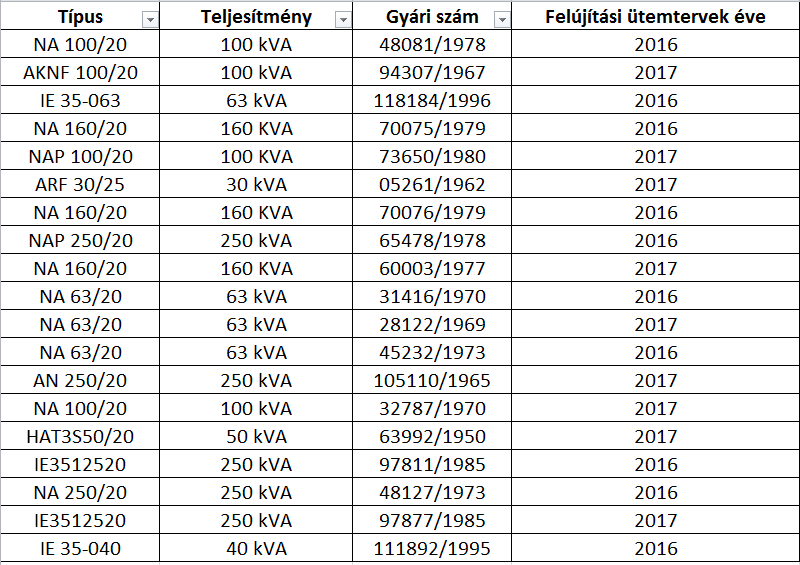 Típus Teljesítmény Gyári szám Felújítási ütemtervek éve
NA 100/20 100 kVA 48081/1978 2016
AKNF 100/20 100 kVA 94307/1967 2017
IE 35-063 63 kVA 118184/1996 2016
NA 160/20 160 KVA 70075/1979 2016
NAP 100/20 100 KVA 73650/1980 2017
ARF 30/25 30 kVA 05261/1962 2017
NA 160/20 160 KVA 70076/1979 2016
NAP 250/20 250 kVA 65478/1978 2016
NA 160/20 160 KVA 60003/1977 2017
NA 63/20 63 kVA 31416/1970 2016
NA 63/20 63 kVA 28122/1969 2017
NA 63/20 63 kVA 45232/1973 2016
AN 250/20 250 kVA 105110/1965 2017
NA 100/20 100 kVA 32787/1970 2017
HAT3S50/20 50 kVA 63992/1950 2017
IE3512520 250 kVA 97811/1985 2016
NA 250/20 250 kVA 48127/1973 2016
IE3512520 250 kVA 97877/1985 2017
IE 35-040 40 kVA 111892/1995 2016